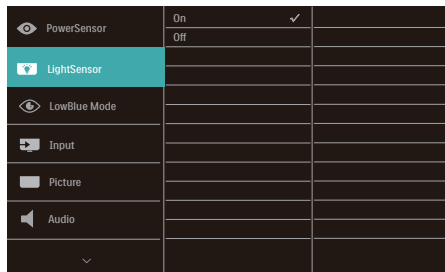 PowerSensor
On
Off
LightSensor
LowBlue Mode
Input
Picture
Audio